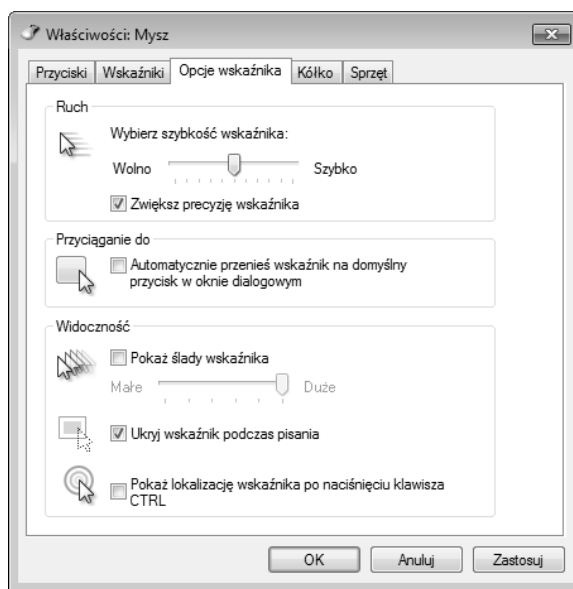 Właściwości: Mysz
Przyciski Wskaźniki Opcje wskaźnika Kółko Sprzęt
Ruch
Wybierz szybkość wskaźnika:
Wolno Szybko
Zwiększ precyzję wskaźnika
Przyciąganie do
Automatycznie przenieś wskaźnik na domyślny
przycisk w oknie dialogowym
Widoczność
Pokaż ślady wskaźnika
Małe Duże
Ukryj wskaźnik podczas pisania
Pokaż lokalizację wskaźnika po naciśnięciu klawisza
CTRL
OK Anuluj Zastosuj